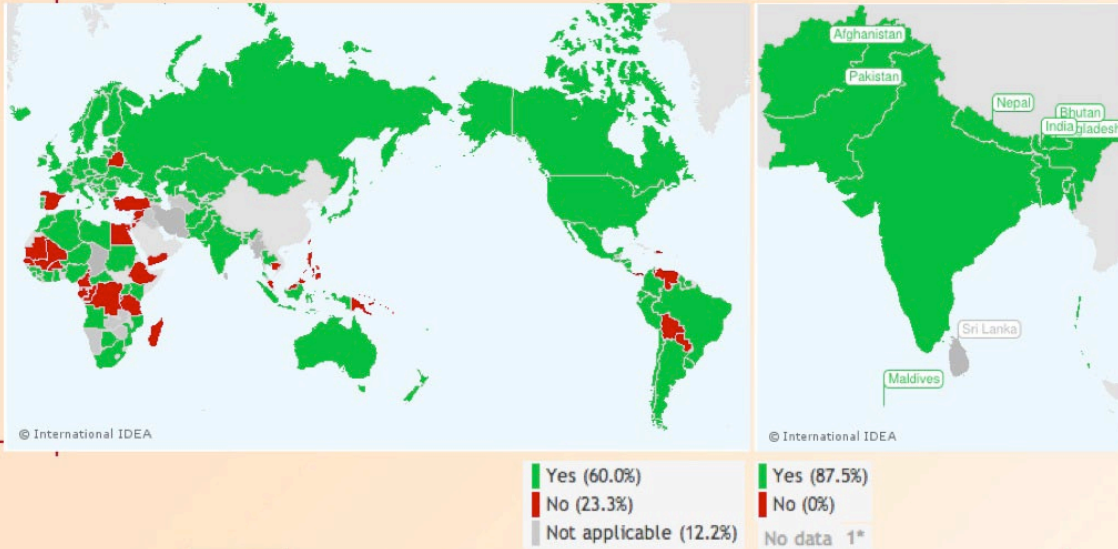 Afghanistan
Pakistan
Nepal
Bhutan
India
gladesh
Sri Lanka
Maldives
© International IDEA
© International IDEA
Yes (60.0%)
No (23.3%)
Not applicable (12.2%)
Yes (87.5%)
No (0%)
No data 1*